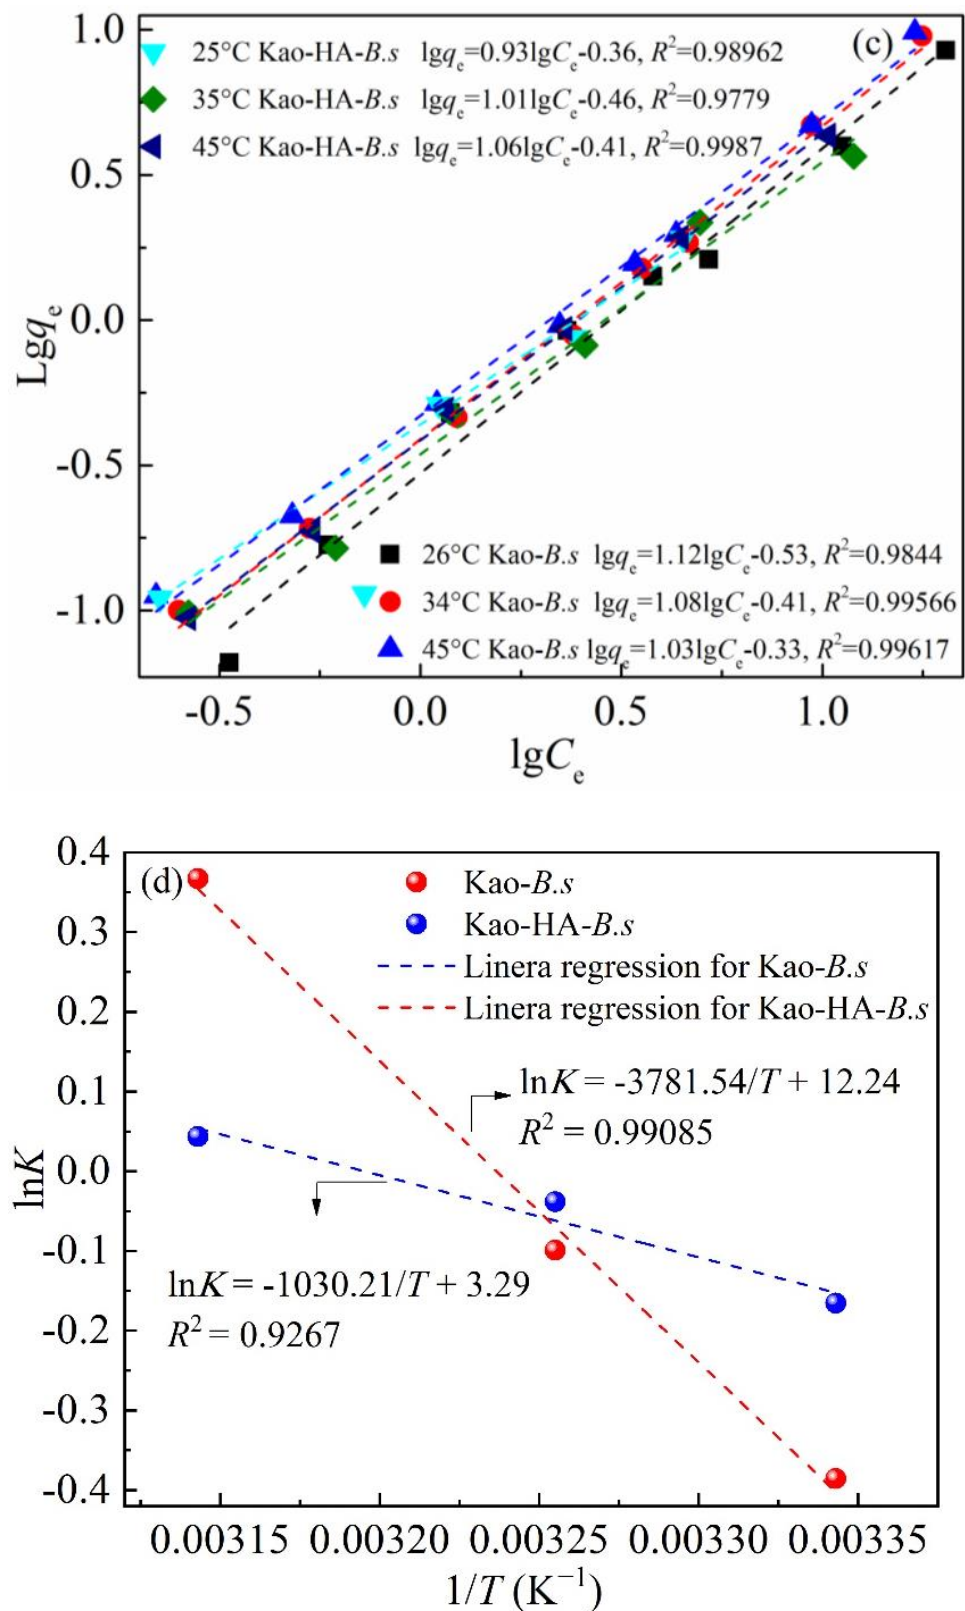 (c)
25°C Kao-HA-B.s lgqe=0.93lgCe-0.36, R²=0.98962
35°C Kao-HA-B.s lgqe=1.01lgCe-0.46, R²=0.9779
45°C Kao-HA-B.s lgqe=1.06lgCe-0.41, R²=0.9987
1.0
0.5
0.0
-0.5
-1.0
Lgqe
26°C Kao-B.s lgqe=1.12lgCe-0.53, R²=0.9844
34°C Kao-B.s lgqe=1.08lgCe-0.41, R²=0.99566
45°C Kao-B.s lgqe=1.03lgCe-0.33, R²=0.99617
-0.5 0.0 0.5 1.0
lgCe
(d)
Kao-B.s
Kao-HA-B.s
Linera regression for Kao-B.s
Linera regression for Kao-HA-B.s
lnK = -3781.54/T + 12.24
R² = 0.99085
lnK = -1030.21/T + 3.29
R² = 0.9267
0.4
0.3
0.2
0.1
0.0
-0.1
-0.2
-0.3
-0.4
lnK
0.00315 0.00320 0.00325 0.00330 0.00335
1/T (K⁻¹)